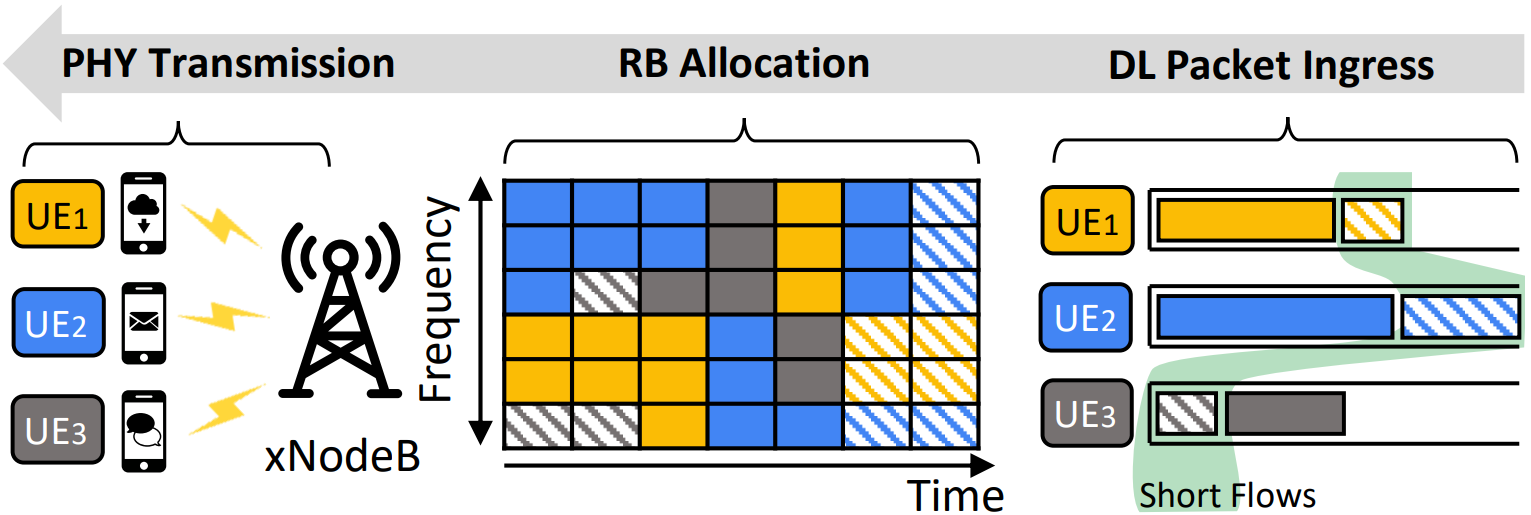 PHY Transmission
RB Allocation
DL Packet Ingress
UE1
UE2
UE3
xNodeB
Frequency
Time
UE1
UE2
UE3
Short Flows